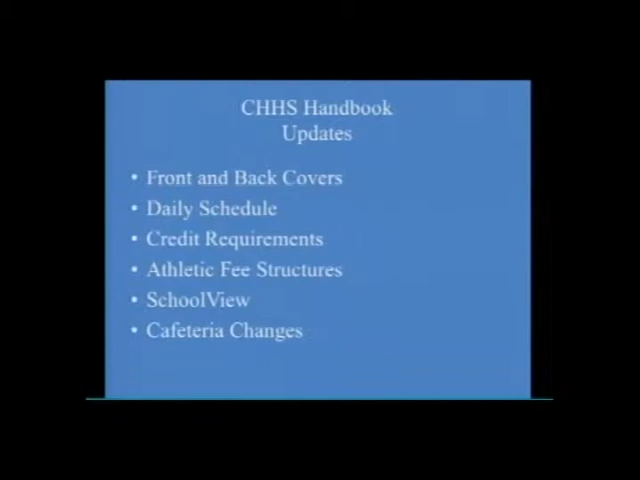 CHHS Handbook
Updates
• Front and Back Covers
• Daily Schedule
• Credit Requirements
• Athletic Fee Structures
• SchoolView
• Cafeteria Changes